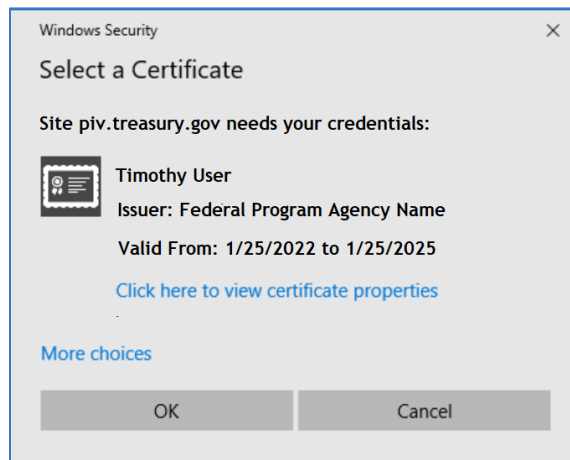 Windows Security
Select a Certificate
Site piv.treasury.gov needs your credentials:
Timothy User
Issuer: Federal Program Agency Name
Valid From: 1/25/2022 to 1/25/2025
Click here to view certificate properties
More choices
OK
Cancel